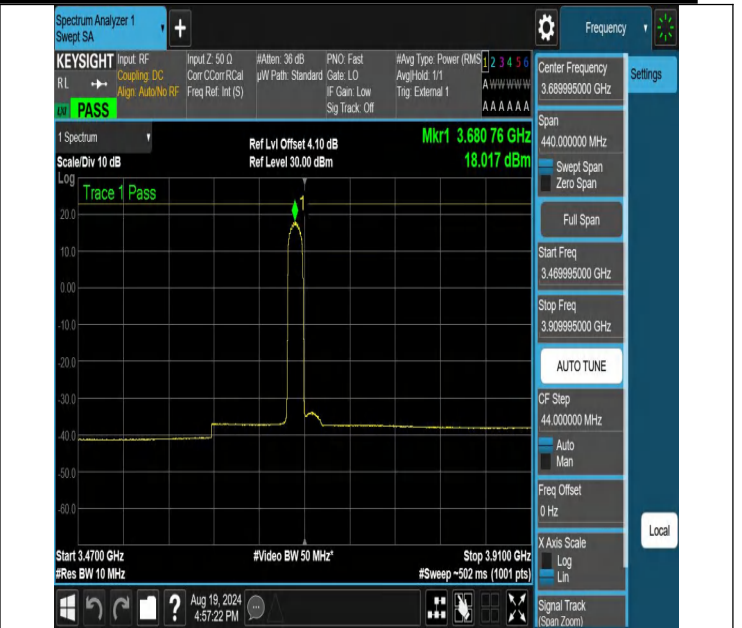 Spectrum Analyzer 1
Swept SA
+
Frequency
KEYSIGHT
RL
PASS
Input: RF
Coupling: DC
Align: Auto/No RF
Input Z: 50 Ω
Corr CCorr RCal
Freq Ref: Int (S)
#Atten: 36 dB
µW Path: Standard
PNO: Fast
Gate: LO
IF Gain: Low
Sig Track: Off
#Avg Type: Power (RMS
Avg|Hold: 1/1
Trig: External 1
1 2 3 4 5 6
A W W W W W
A A A A A A
Center Frequency
3.689995000 GHz
Settings
Span
440.000000 MHz
Swept Span
Zero Span
Full Span
Start Freq
3.469995000 GHz
Stop Freq
3.909995000 GHz
AUTO TUNE
CF Step
44.000000 MHz
Auto
Man
Freq Offset
0 Hz
X Axis Scale
Log
Lin
Local
Signal Track
(Span Zoom)
1 Spectrum
Scale/Div 10 dB
Ref Lvl Offset 4.10 dB
Ref Level 30.00 dBm
Mkr1 3.680 76 GHz
18.017 dBm
Log
Trace 1 Pass
1
20.0
10.0
0.00
-10.0
-20.0
-30.0
-40.0
-50.0
-60.0
Start 3.4700 GHz
#Res BW 10 MHz
#Video BW 50 MHz*
Stop 3.9100 GHz
#Sweep ~502 ms (1001 pts)
?
Aug 19, 2024
4:57:22 PM